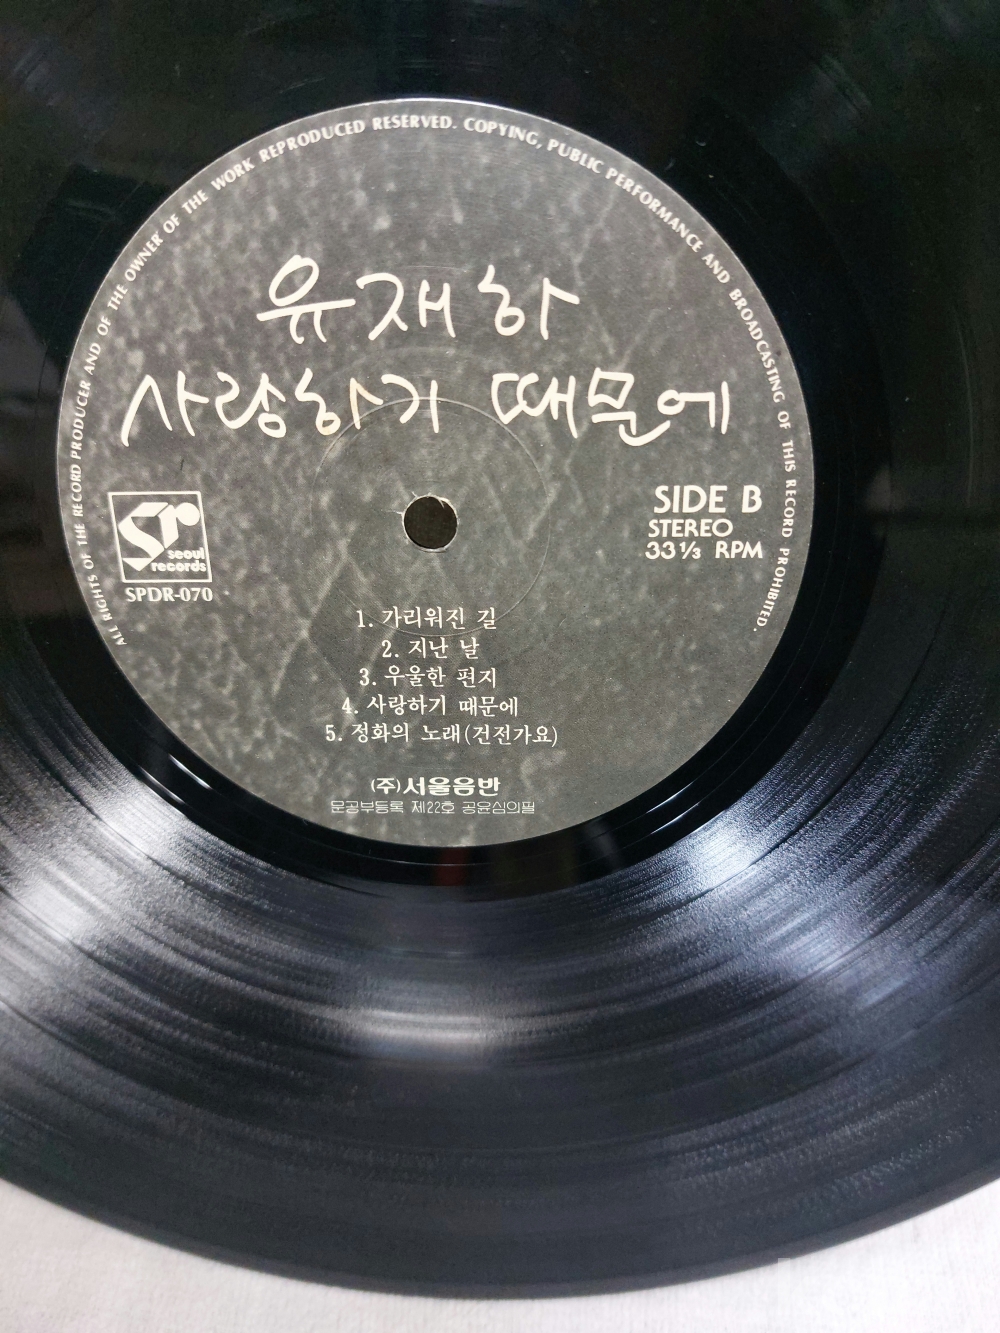 ALL RIGHTS OF THE RECORD PRODUCER AND OF THE OWNER OF THE WORK REPRODUCED RESERVED. COPYING, PUBLIC PERFORMANCE AND BROADCASTING OF THIS RECORD PROHIBITED.
유재하
사랑하기 때문에
SIDE B
STEREO
33⅓ RPM
sr
seoul
records
SPDR-070
1. 가리워진 길
2. 지난 날
3. 우울한 편지
4. 사랑하기 때문에
5. 정화의 노래(건전가요)
(주)서울음반
문공부등록 제22호 공윤심의필